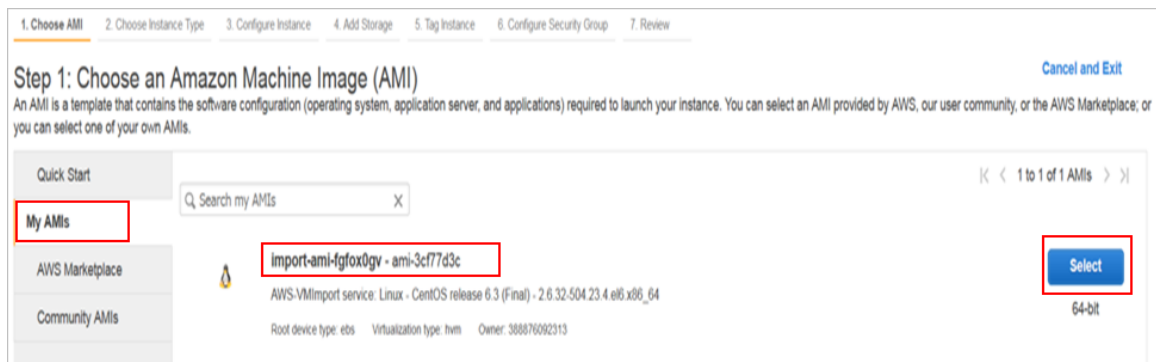 1. Choose AMI 2. Choose Instance Type 3. Configure Instance 4. Add Storage 5. Tag Instance 6. Configure Security Group 7. Review
Step 1: Choose an Amazon Machine Image (AMI)
Cancel and Exit
An AMI is a template that contains the software configuration (operating system, application server, and applications) required to launch your instance. You can select an AMI provided by AWS, our user community, or the AWS Marketplace; or
you can select one of your own AMIs.
Quick Start
1 to 1 of 1 AMIs
Search my AMIs X
My AMIs
import-ami-fgfox0gv - ami-3cf77d3c
Select
AWS Marketplace
AWS-VMImport service: Linux - CentOS release 6.3 (Final) - 2.6.32-504.23.4.el6.x86_64
64-bit
Community AMIs
Root device type: ebs Virtualization type: hvm Owner: 388876092313